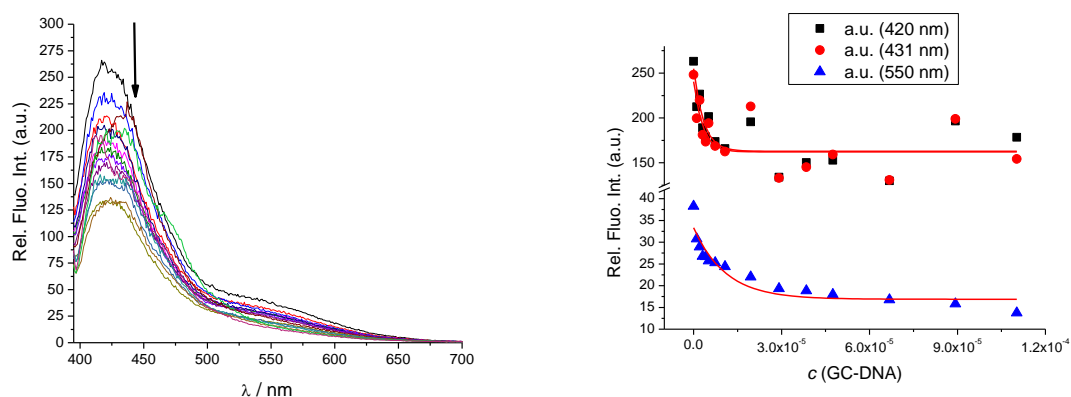 Rel. Fluo. Int. (a.u.)
300
275
250
225
200
175
150
125
100
75
50
25
0
400 450 500 550 600 650 700
λ / nm
a.u. (420 nm)
a.u. (431 nm)
a.u. (550 nm)
Rel. Fluo. Int. (a.u.)
250
200
150
40
35
30
25
20
15
10
0.0 3.0x10⁻⁵ 6.0x10⁻⁵ 9.0x10⁻⁵ 1.2x10⁻⁴
c (GC-DNA)